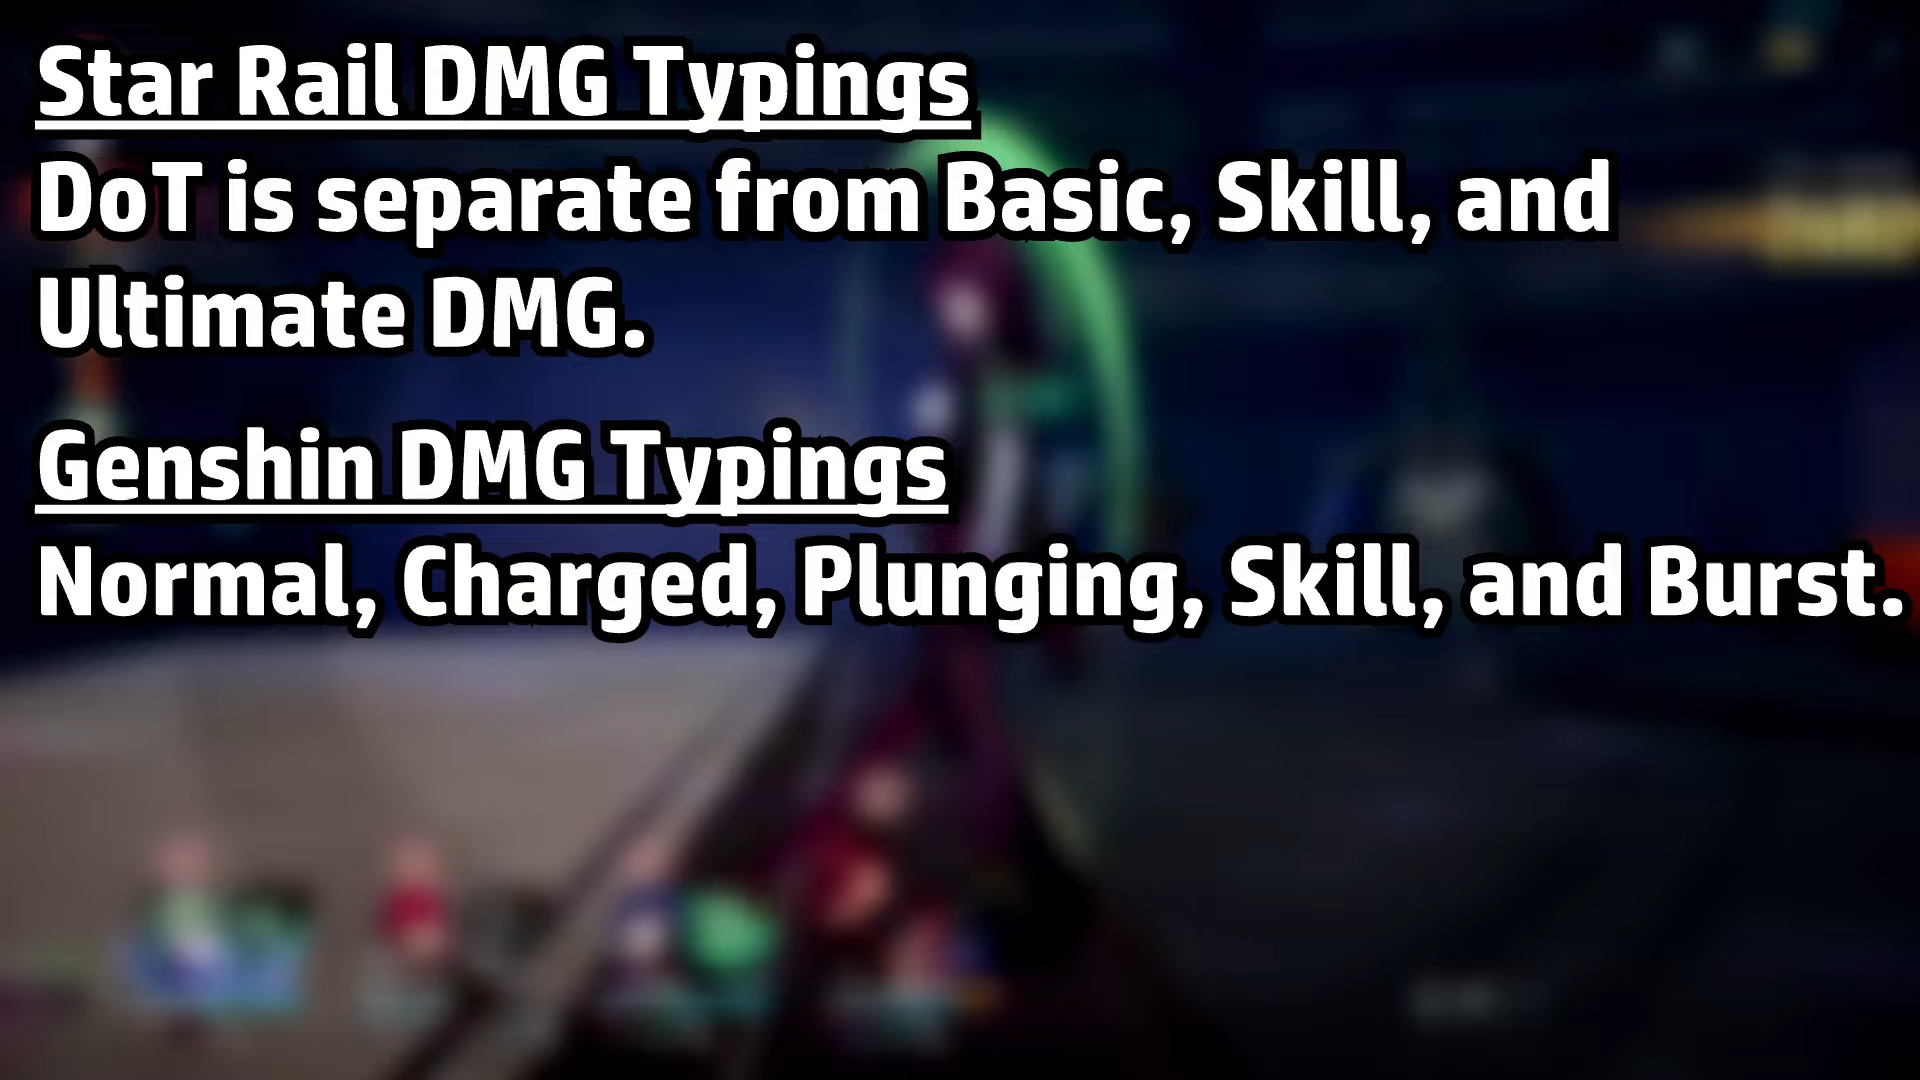 Star Rail DMG Typings
DoT is separate from Basic, Skill, and
Ultimate DMG.
Genshin DMG Typings
Normal, Charged, Plunging, Skill, and Burst.